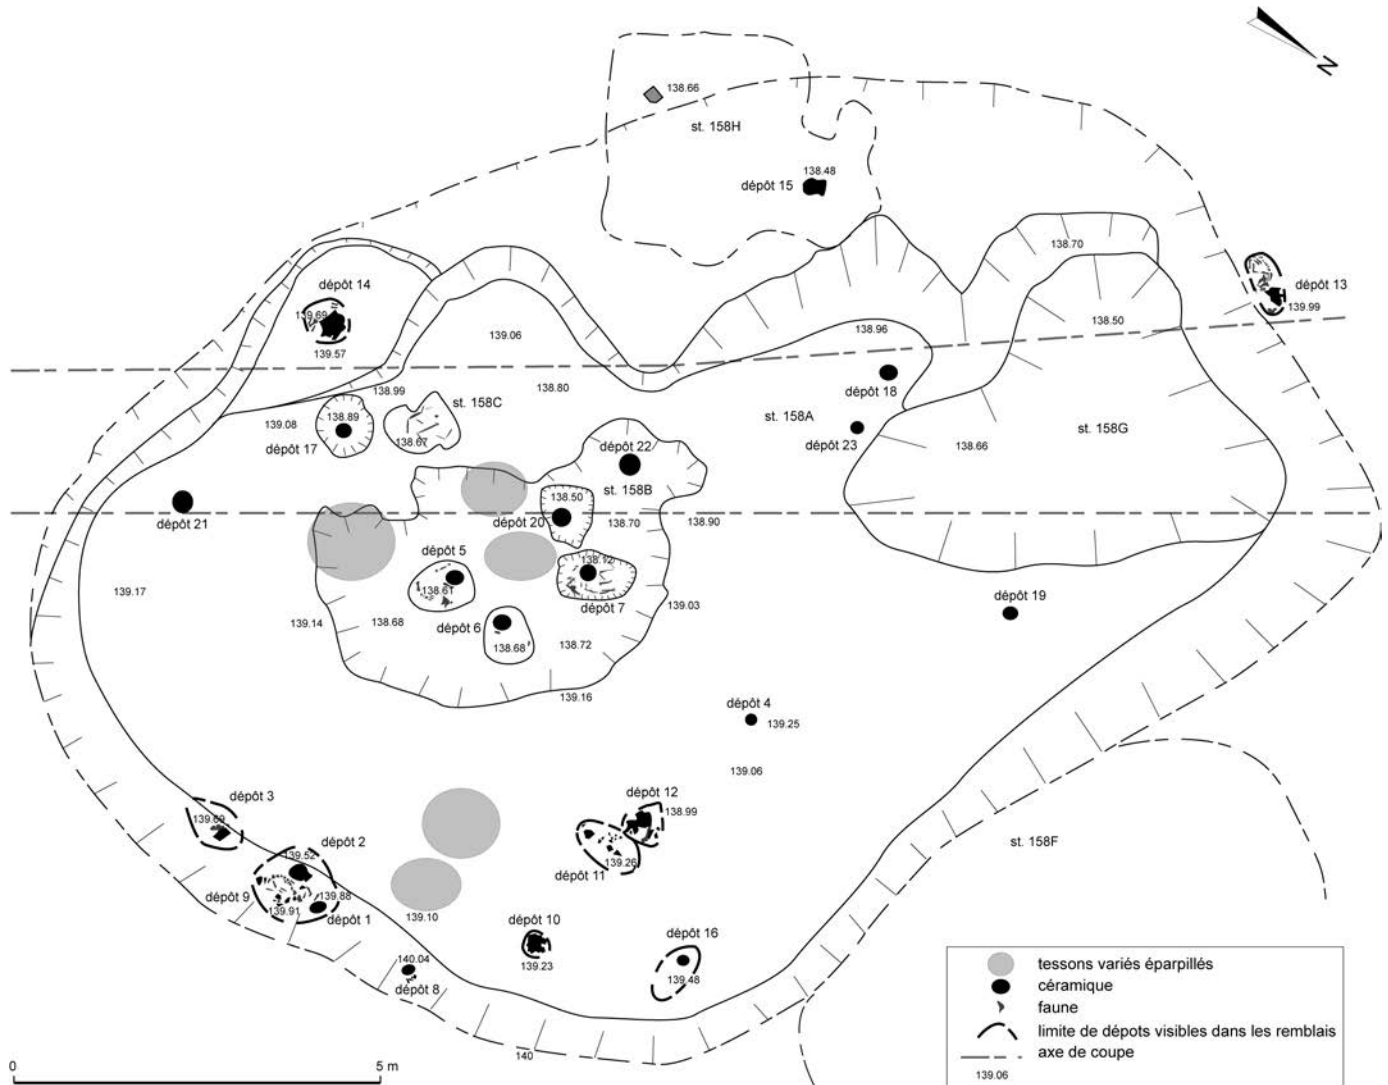 N
138.66
st. 158H
138.48
dépôt 15
138.70
dépôt 14
139.69
139.57
dépôt 13
139.99
138.50
139.06
138.96
138.80
138.99
dépôt 18
st. 158C
138.89
139.08
138.67
st. 158A
dépôt 23
st. 158G
dépôt 17
dépôt 22
138.66
st. 158B
138.50
dépôt 21
dépôt 20
138.70
138.90
dépôt 5
138.12
138.61
139.17
dépôt 7
139.03
dépôt 19
139.14
138.68
dépôt 6
138.68
138.72
139.16
dépôt 4
139.25
139.06
dépôt 3
139.69
dépôt 12
138.99
dépôt 2
139.52
139.26
dépôt 11
st. 158F
dépôt 9
139.88
139.91
dépôt 1
139.10
dépôt 10
139.23
dépôt 16
139.48
140.04
dépôt 8
140
0
5 m
tessons variés éparpillés
céramique
faune
limite de dépots visibles dans les remblais
axe de coupe
139.06